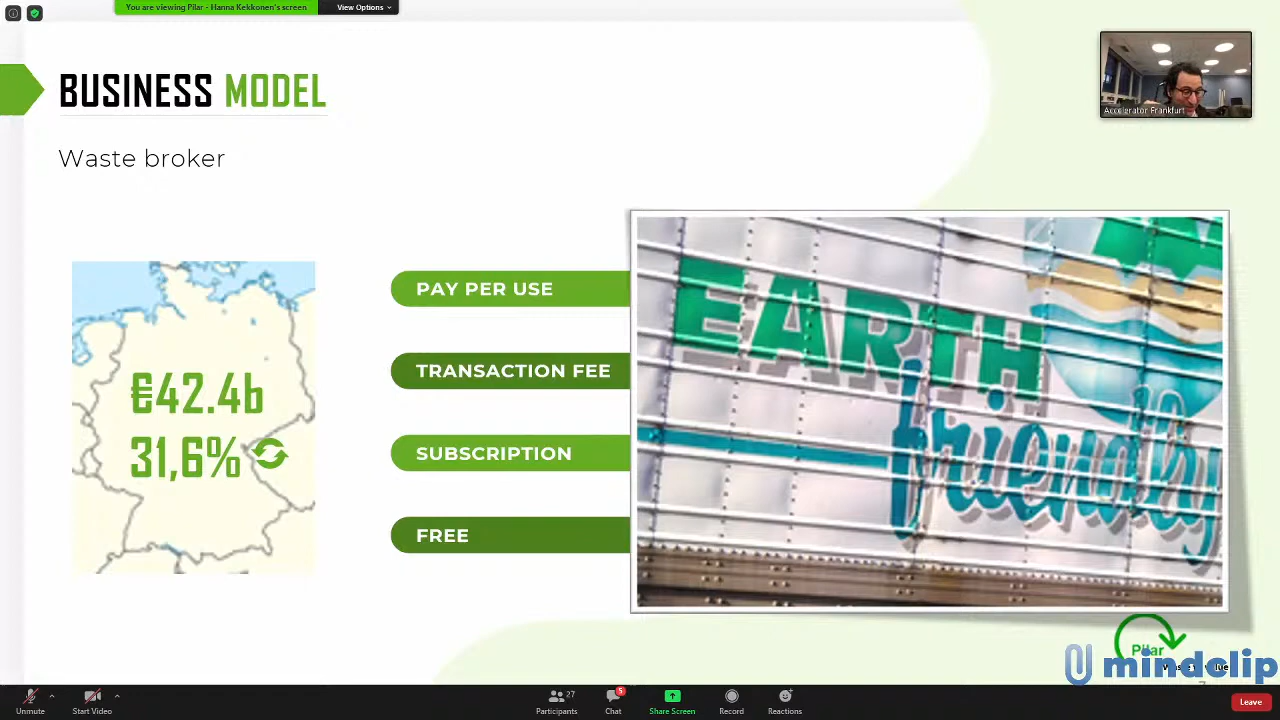 You are viewing Pilar - Hanna Kekkonen's screen
View Options
BUSINESS MODEL
Waste broker
Accelerator Frankfurt
€42.4b
31,6%
PAY PER USE
TRANSACTION FEE
SUBSCRIPTION
FREE
EARTH
friendly
Pilar
mindclip
Unmute
Start Video
27
Participants
5
Chat
Share Screen
Record
Reactions
Leave